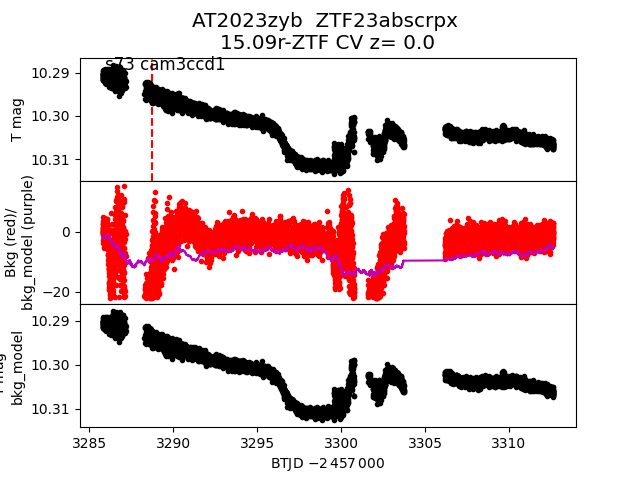 AT2023zyb ZTF23abscrpx
15.09r-ZTF CV z= 0.0
s73 cam3ccd1
T mag
10.29
10.30
10.31
Bkg (red)/
bkg_model (purple)
0
−20
bkg_model
10.29
10.30
10.31
3285
3290
3295
3300
3305
3310
BTJD −2 457 000